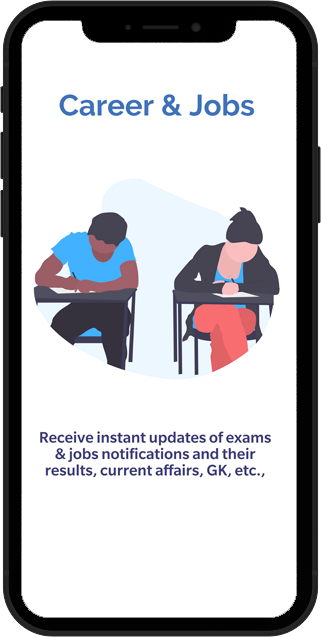 Career & Jobs
Receive instant updates of exams
& jobs notifications and their
results, current affairs, GK, etc.,